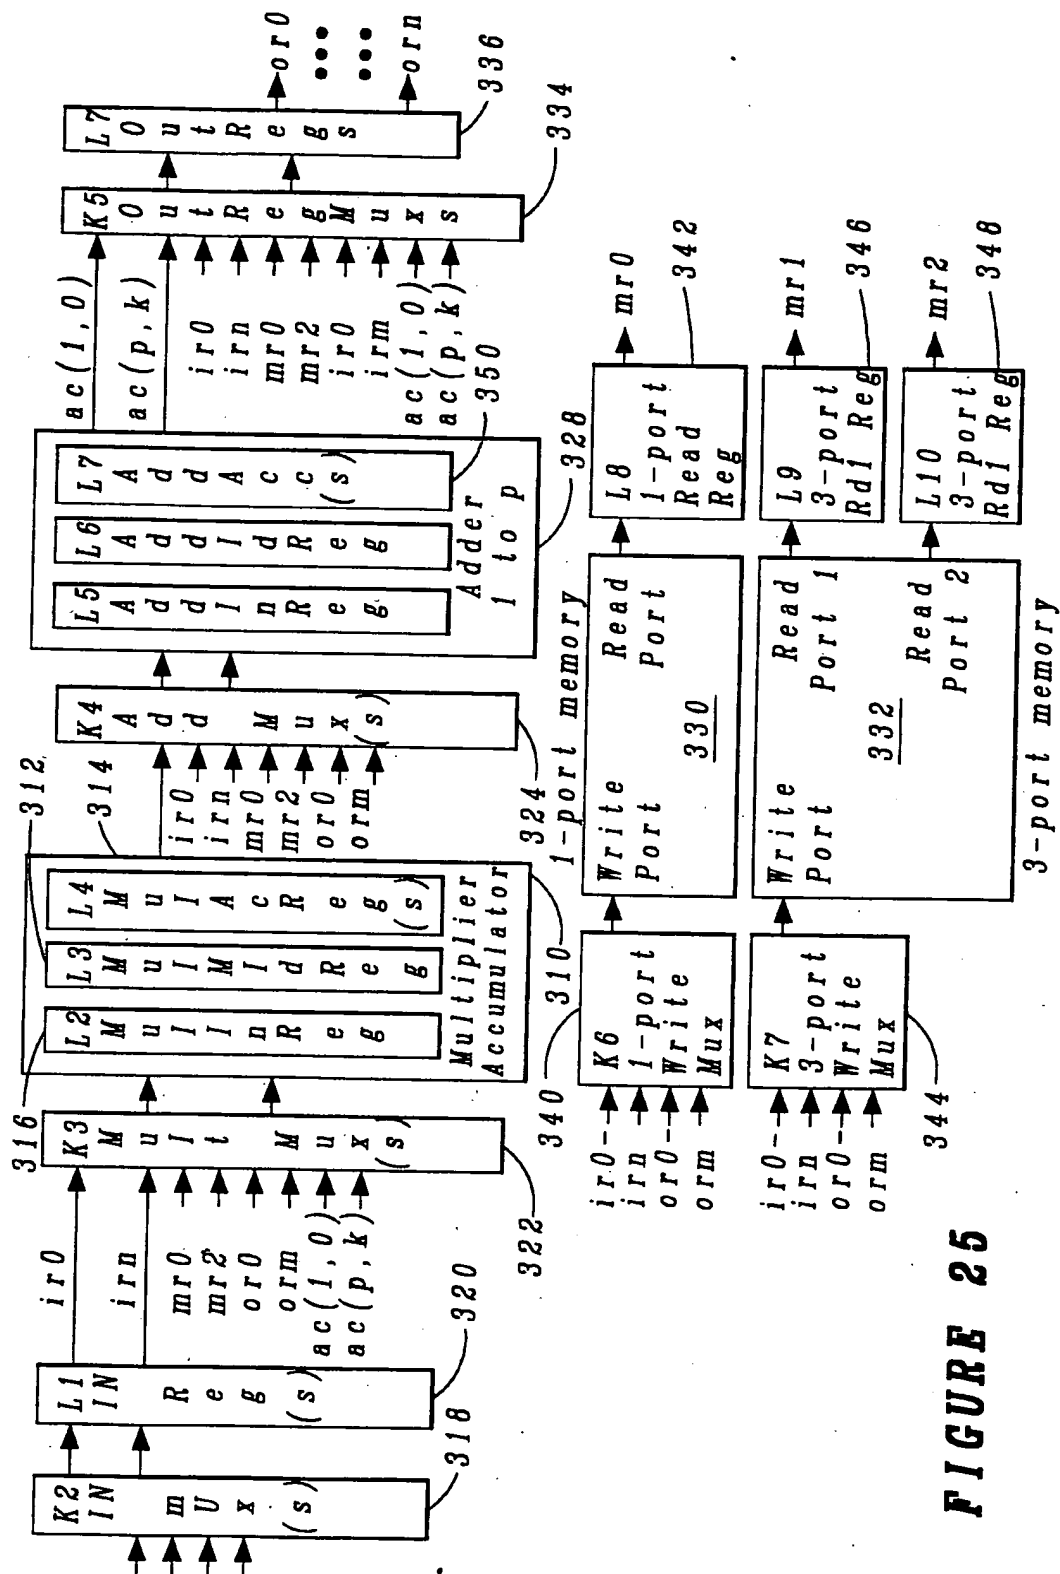 K2
IN
mUx
(s)
318
L1
IN
Reg
(s)
320
ir0
irn
mr0
mr2
or0
orm
ac(1,0)
ac(p,k)
K3
Mult
Mux
(s)
322
316
312
314
L2
MulInReg
L3
MulMIdReg
L4
MulAcReg
(s)
Multiplier
Accumulator
310
ir0
irn
mr0
mr2
or0
orm
K4
Add
Mux
(s)
324
L5
AddInReg
L6
AddIdReg
L7
AddAcc
(s)
Adder
1 to p
328
350
ac(1,0)
ac(p,k)
ir0
irn
mr0
mr2
ir0
irm
ac(1,0)
ac(p,k)
K5
OutRegMuxs
334
L7
OutRegs
336
or0
orn
ir0
irn
or0
orm
K6
1-port
Write
Mux
340
1-port memory
Write
Port
Read
Port
330
L8
1-port
Read
Reg
342
mr0
ir0
irn
or0
orm
K7
3-port
Write
Mux
344
Write
Port
Read
Port 1
332
Read
Port 2
3-port memory
L9
3-port
Rd1 Reg
346
mr1
L10
3-port
Rd1 Reg
348
mr2
FIGURE 25